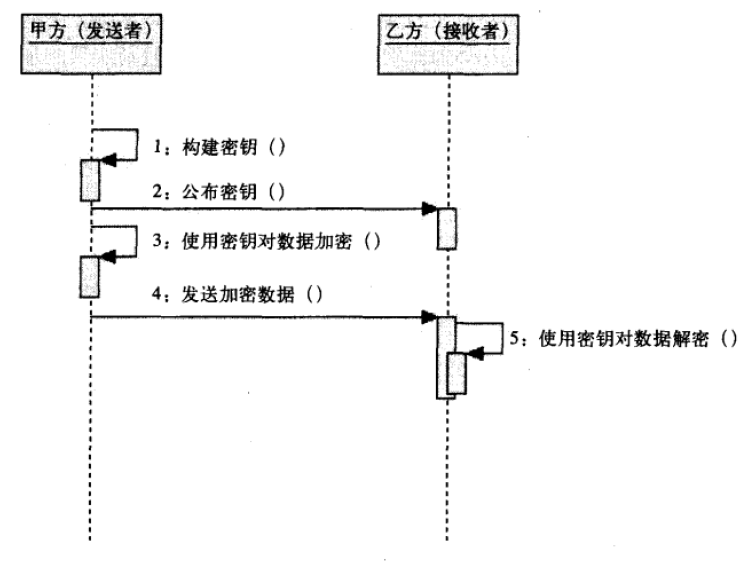 甲方（发送者）
乙方（接收者）
1：构建密钥（）
2：公布密钥（）
3：使用密钥对数据加密（）
4：发送加密数据（）
5：使用密钥对数据解密（）